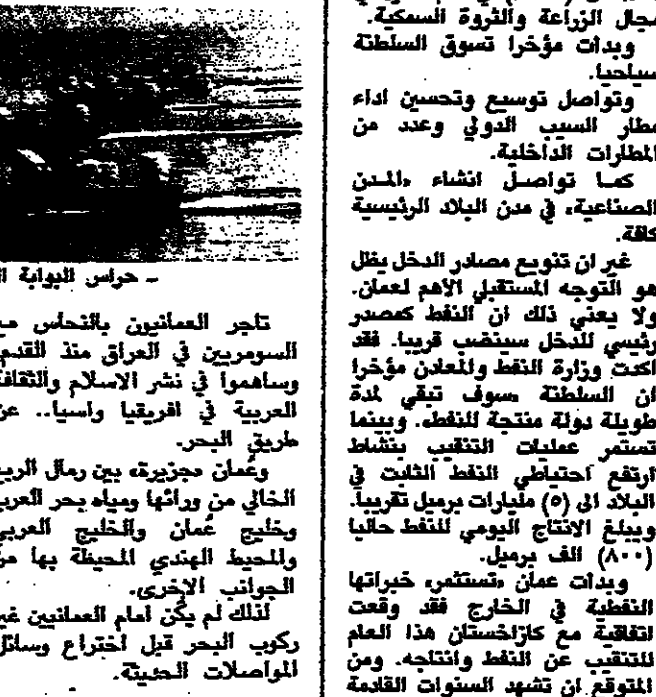 مجال الزراعة والثروة السمكية.
وبدات مؤخرا تسوق السلطنة
سياحيا.
وتواصل توسيع وتحسين اداء
مطار السيب الدولي وعدد من
المطارات الداخلية.
كما تواصل انشاء «المدن
الصناعية» في مدن البلاد الرئيسية
كافة.
غير ان تنويع مصادر الدخل يظل
هو التوجه المستقبلي الأهم لعمان.
ولا يعني ذلك ان النفط كمصدر
رئيسي للدخل سينضب قريبا. فقد
اكدت وزارة النفط والمعادن مؤخرا
ان السلطنة «سوف تبقى لمدة
طويلة دولة منتجة للنفط». وبينما
تستمر عمليات التنقيب بنشاط
ارتفع احتياطي النفط الثابت في
البلاد الى (٥) مليارات برميل تقريبا.
ويبلغ الانتاج اليومي للنفط حاليا
(٨٠٠) الف برميل.
وبدات عمان «تستثمر» خبراتها
النفطية في الخارج فقد وقعت
اتفاقية مع كازاخستان هذا العام
للتنقيب عن النفط وانتاجه. ومن
المتوقع ان تشهد السنوات القادمة
ـ حراس البوابة
تاجر العمانيون بالنحاس مع
السومريين في العراق منذ القدم
وساهموا في نشر الاسلام والثقافة
العربية في افريقيا واسيا.. عن
طريق البحر.
وعُمان «جزيرة» بين رمال الربع
الخالي من ورائها ومياه بحر العرب
وخليج عُمان والخليج العربي
والمحيط الهندي المحيطة بها من
الجوانب الاخرى.
لذلك لم يكن امام العمانيين غير
ركوب البحر قبل اختراع وسائل
المواصلات الحديثة.